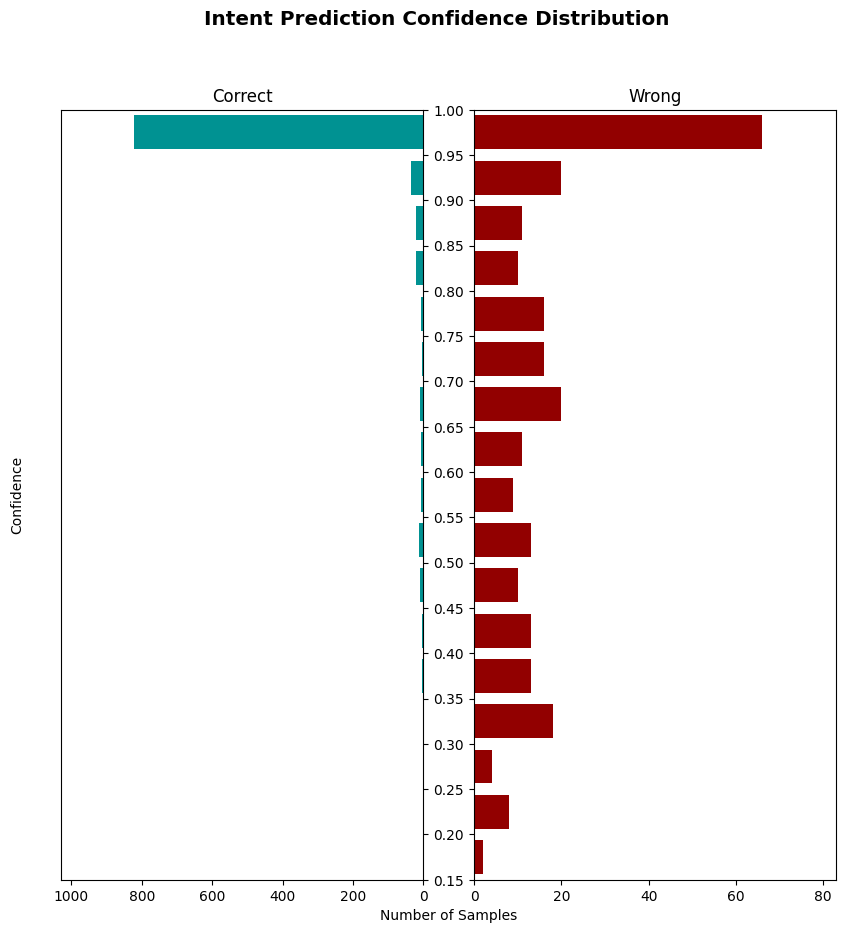 Intent Prediction Confidence Distribution
Correct
Wrong
1.00
0.95
0.90
0.85
0.80
0.75
0.70
0.65
0.60
0.55
0.50
0.45
0.40
0.35
0.30
0.25
0.20
0.15
Confidence
1000 800 600 400 200 0
0 20 40 60 80
Number of Samples